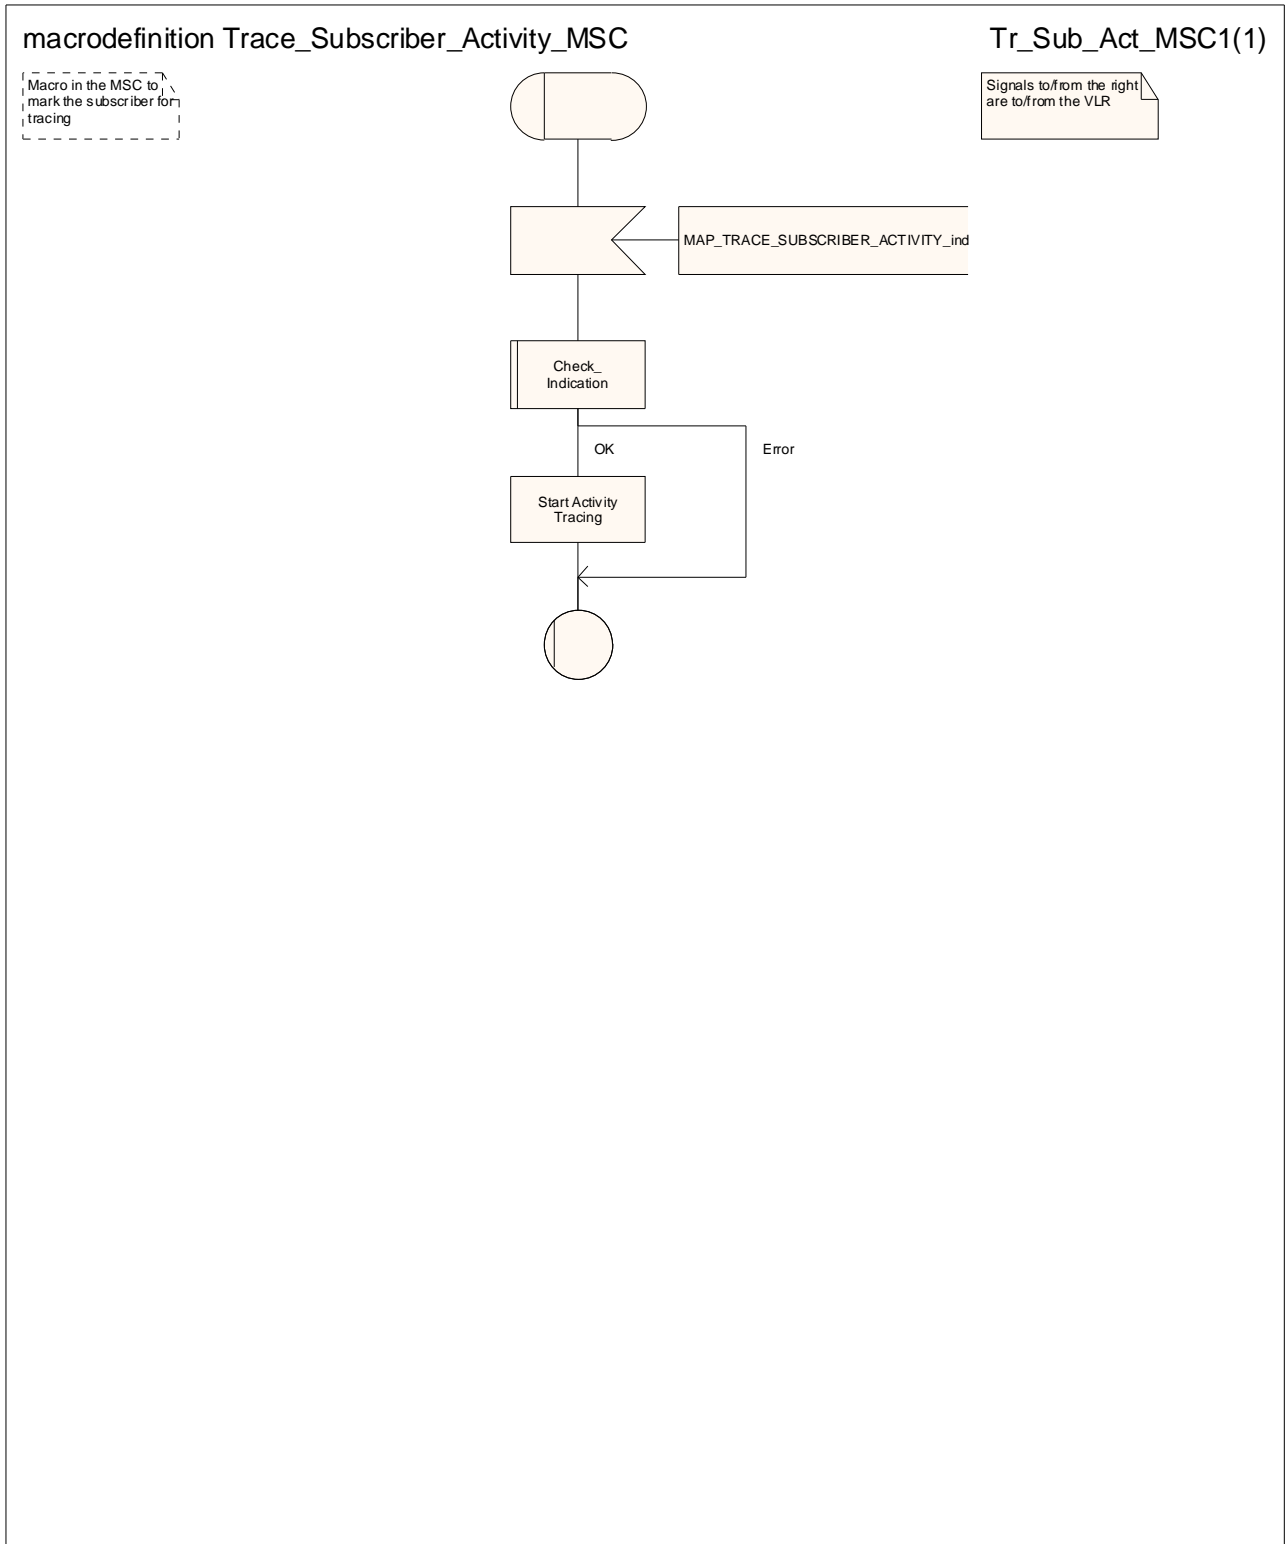 macrodefinition Trace_Subscriber_Activity_MSC
Tr_Sub_Act_MSC1(1)
Macro in the MSC to
mark the subscriber for
tracing
Signals to/from the right
are to/from the VLR
MAP_TRACE_SUBSCRIBER_ACTIVITY_ind
Check_
Indication
OK
Error
Start Activity
Tracing